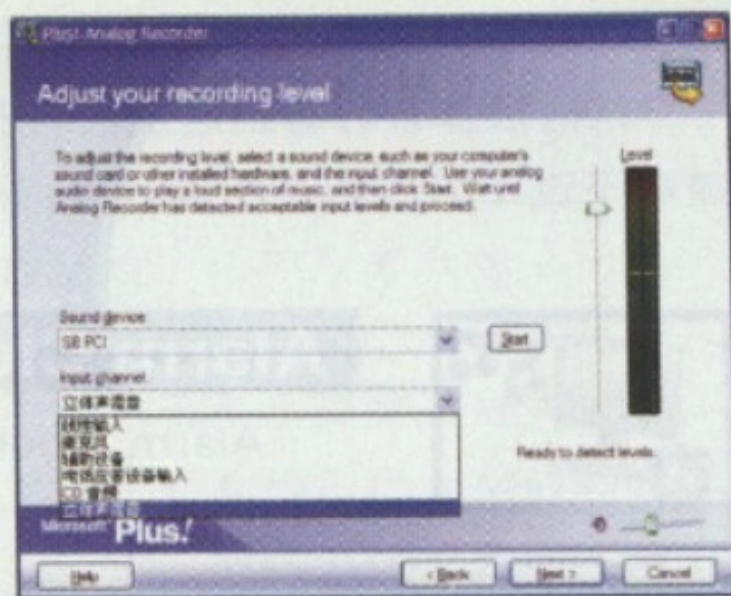 Plus! Analog Recorder
Adjust your recording level
To adjust the recording level, select a sound device, such as your computer's
sound card or other installed hardware, and the input channel. Use your analog
audio device to play a loud section of music, and then click Start. Wait until
Analog Recorder has detected acceptable input levels and proceed.
Level
Sound device
SB PCI
Start
Input channel
立体声混音
线性输入
麦克风
辅助设备
电话应答设备输入
CD 音频
立体声混音
Ready to detect levels.
Microsoft Plus!
Help
< Back
Next >
Cancel